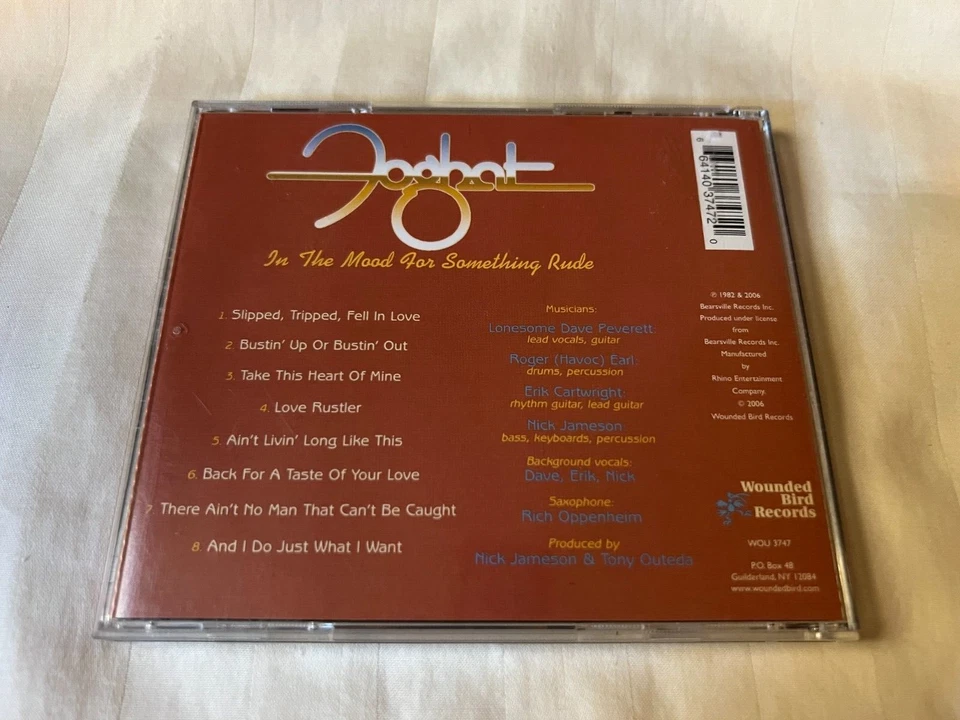 Foghat
In The Mood For Something Rude
1. Slipped, Tripped, Fell In Love
2. Bustin' Up Or Bustin' Out
3. Take This Heart Of Mine
4. Love Rustler
5. Ain't Livin' Long Like This
6. Back For A Taste Of Your Love
7. There Ain't No Man That Can't Be Caught
8. And I Do Just What I Want
Musicians:
Lonesome Dave Peverett:
lead vocals, guitar
Roger (Havoc) Earl:
drums, percussion
Erik Cartwright:
rhythm guitar, lead guitar
Nick Jameson:
bass, keyboards, percussion
Background vocals:
Dave, Erik, Nick
Saxophone:
Rich Oppenheim
Produced by
Nick Jameson & Tony Outeda
6 64140 37472 0
℗ 1982 & 2006
Bearsville Records Inc.
Produced under license
from
Bearsville Records Inc.
Manufactured
by
Rhino Entertainment
Company.
© 2006
Wounded Bird Records
Wounded
Bird
Records
WOU 3747
P.O. Box 48
Guilderland, NY 12084
www.woundedbird.com